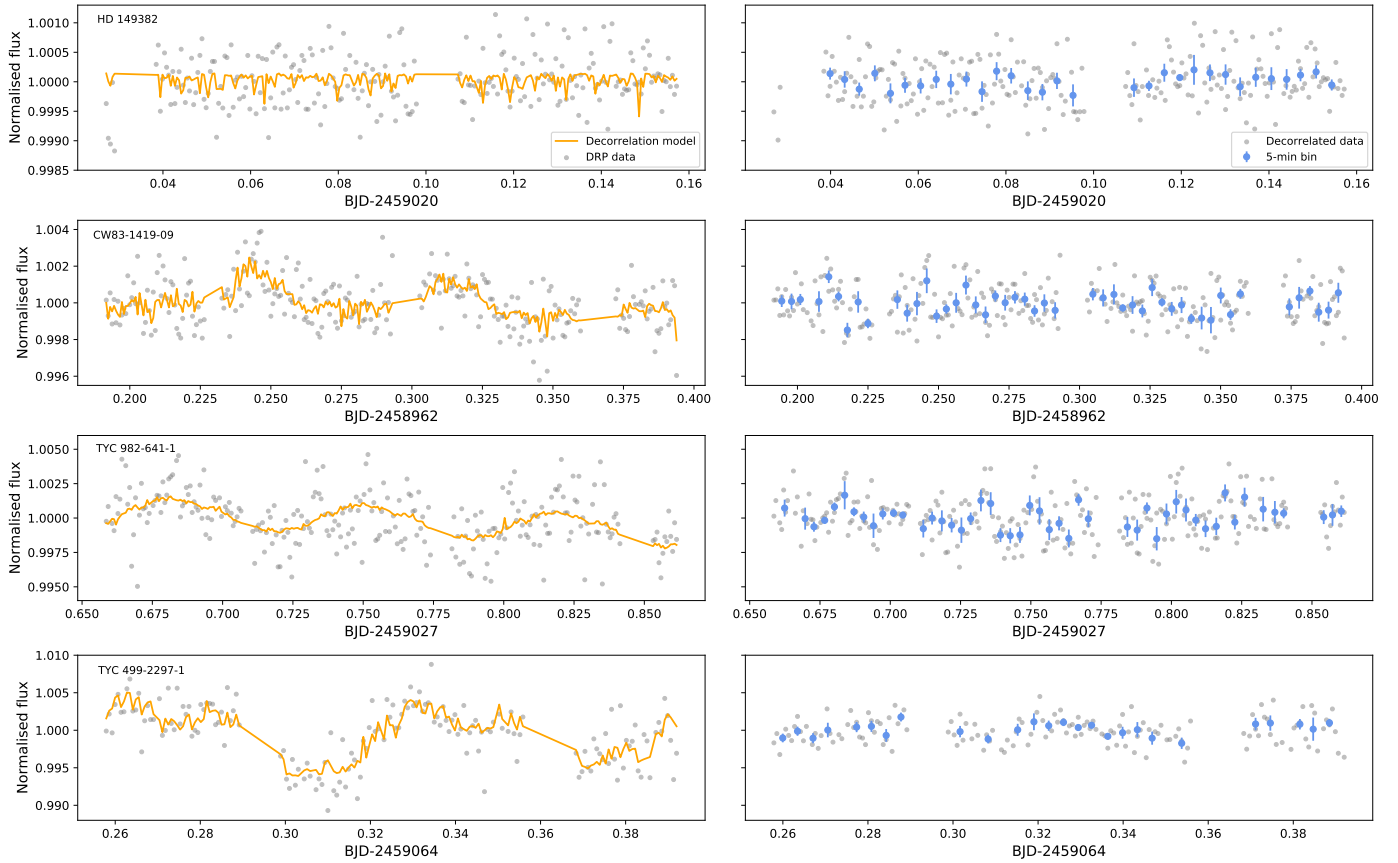 HD 149382
Normalised flux
1.0010
1.0005
1.0000
0.9995
0.9990
0.9985
Decorrelation model
DRP data
0.04 0.06 0.08 0.10 0.12 0.14 0.16
BJD-2459020
Decorrelated data
5-min bin
0.04 0.06 0.08 0.10 0.12 0.14 0.16
BJD-2459020
CW83-1419-09
Normalised flux
1.004
1.002
1.000
0.998
0.996
0.200 0.225 0.250 0.275 0.300 0.325 0.350 0.375 0.400
BJD-2458962
0.200 0.225 0.250 0.275 0.300 0.325 0.350 0.375 0.400
BJD-2458962
TYC 982-641-1
Normalised flux
1.0050
1.0025
1.0000
0.9975
0.9950
0.650 0.675 0.700 0.725 0.750 0.775 0.800 0.825 0.850
BJD-2459027
0.650 0.675 0.700 0.725 0.750 0.775 0.800 0.825 0.850
BJD-2459027
TYC 499-2297-1
Normalised flux
1.010
1.005
1.000
0.995
0.990
0.26 0.28 0.30 0.32 0.34 0.36 0.38
BJD-2459064
0.26 0.28 0.30 0.32 0.34 0.36 0.38
BJD-2459064